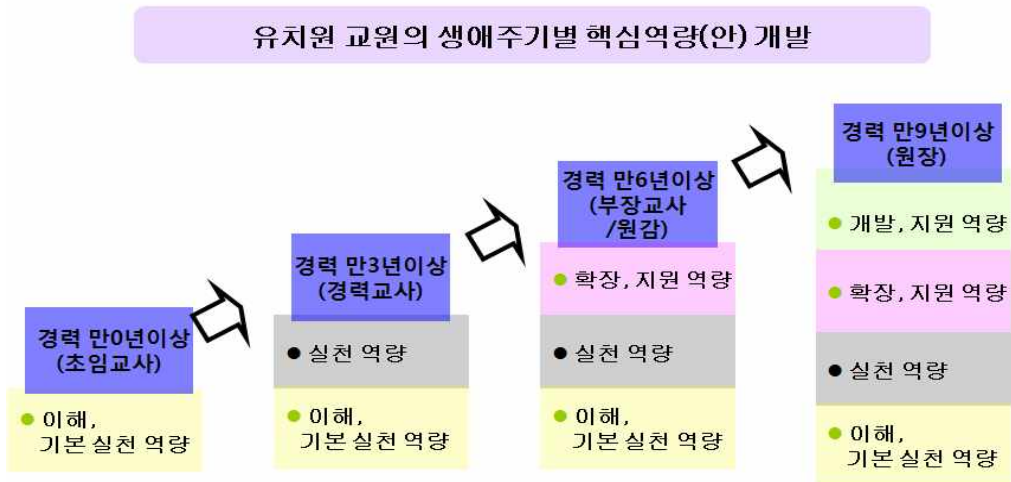 유치원 교원의 생애주기별 핵심역량(안) 개발
경력 만0년이상
(초임교사)
● 이해,
기본 실천 역량
경력 만3년이상
(경력교사)
● 실천 역량
● 이해,
기본 실천 역량
경력 만6년이상
(부장교사
/원감)
● 확장, 지원 역량
● 실천 역량
● 이해,
기본 실천 역량
경력 만9년이상
(원장)
● 개발, 지원 역량
● 확장, 지원 역량
● 실천 역량
● 이해,
기본 실천 역량